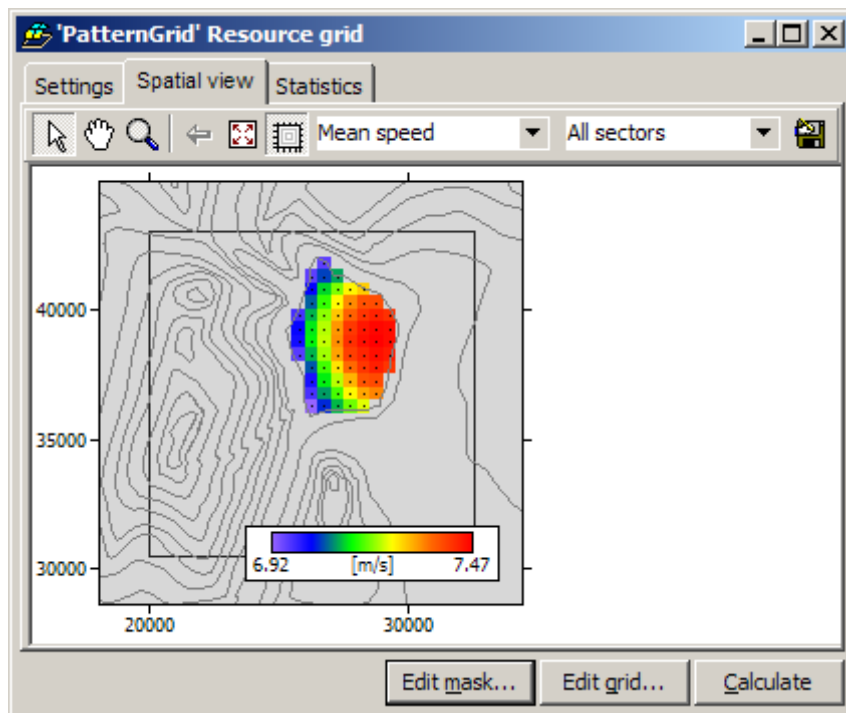 'PatternGrid' Resource grid
Settings Spatial view Statistics
Mean speed All sectors
40000
35000
30000
6.92 [m/s] 7.47
20000 30000
Edit mask... Edit grid... Calculate